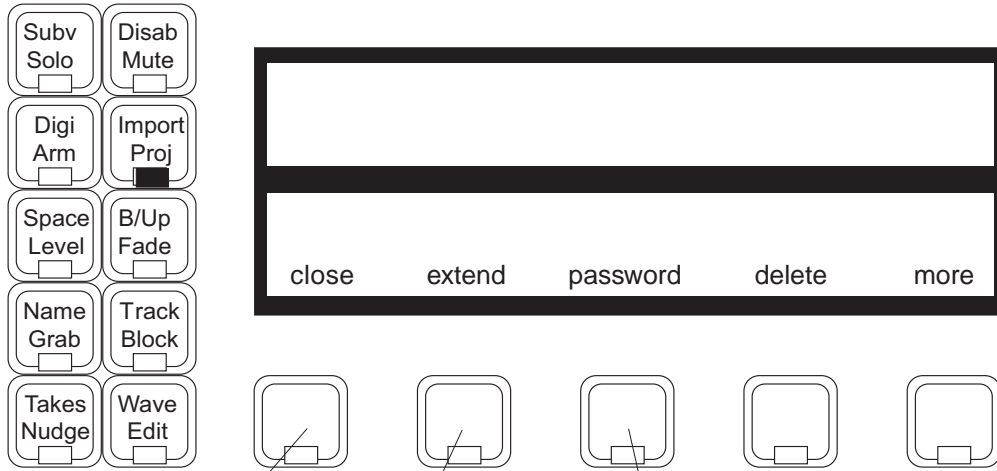 Subv Disab
Solo Mute
Digi Import
Arm Proj
Space B/Up
Level Fade
close extend password delete more
Name Track
Grab Block
Takes Wave
Nudge Edit